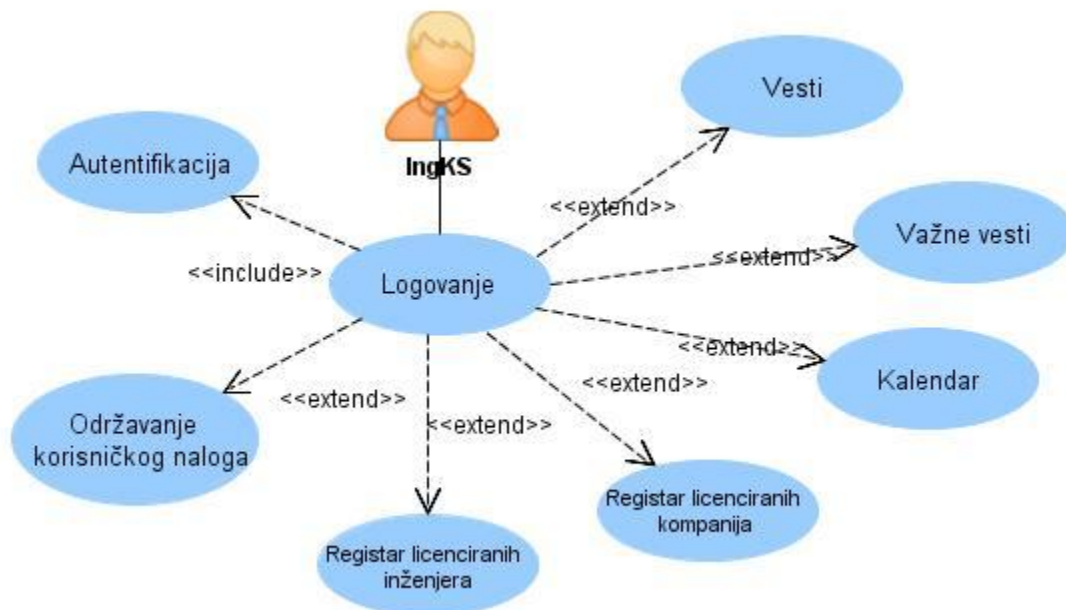 Vesti
Autentifikacija
IngKS
<<extend>>
Važne vesti
<<extend>>
<<include>>
Logovanje
<<extend>>
Kalendar
<<extend>>
<<extend>>
<<extend>>
Održavanje
korisničkog naloga
Registar licenciranih
kompanija
Registar licenciranih
inženjera